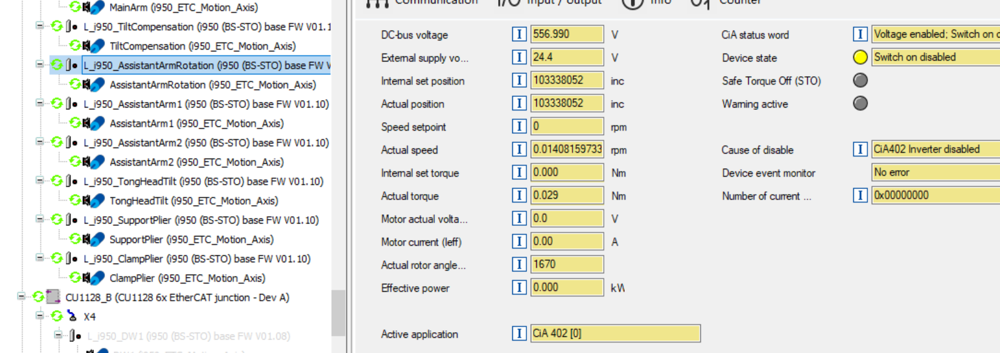 MainArm (i950_ETC_Motion_Axis)
L_i950_TiltCompensation (i950 (BS-STO) base FW V01.1
TiltCompensation (i950_ETC_Motion_Axis)
L_i950_AssistantArmRotation (i950 (BS-STO) base FW V
AssistantArmRotation (i950_ETC_Motion_Axis)
L_i950_AssistantArm1 (i950 (BS-STO) base FW V01.10)
AssistantArm1 (i950_ETC_Motion_Axis)
L_i950_AssistantArm2 (i950 (BS-STO) base FW V01.10)
AssistantArm2 (i950_ETC_Motion_Axis)
L_i950_TongHeadTilt (i950 (BS-STO) base FW V01.10)
TongHeadTilt (i950_ETC_Motion_Axis)
L_i950_SupportPlier (i950 (BS-STO) base FW V01.10)
SupportPlier (i950_ETC_Motion_Axis)
L_i950_ClampPlier (i950 (BS-STO) base FW V01.10)
ClampPlier (i950_ETC_Motion_Axis)
CU1128_B (CU1128 6x EtherCAT junction - Dev A)
X4
L_i950_DW1 (i950 (BS-STO) base FW V01.08)
Communication I/O Input / Output Info Counter
DC-bus voltage I 556.990 V
External supply vo... I 24.4 V
Internal set position I 103338052 inc
Actual position I 103338052 inc
Speed setpoint I 0 rpm
Actual speed I 0.01408159733 rpm
Internal set torque I 0.000 Nm
Actual torque I 0.029 Nm
Motor actual volta... I 0.0 V
Motor current (Ieff) I 0.00 A
Actual rotor angle... I 1670
Effective power I 0.000 kW
Active application I CiA 402 [0]
CiA status word I Voltage enabled; Switch on
Device state Switch on disabled
Safe Torque Off (STO)
Warning active
Cause of disable I CiA402 Inverter disabled
Device event monitor No error
Number of current ... I 0x00000000